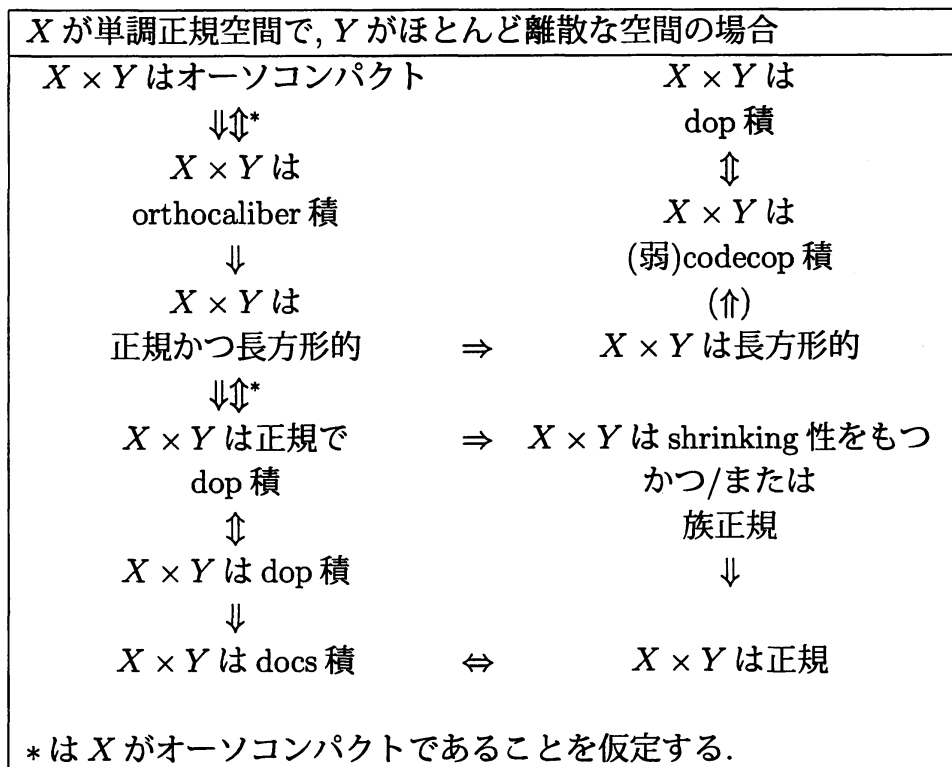 X が単調正規空間で, Y がほとんど離散な空間の場合
X × Y はオーソコンパクト
⇓⇕*
X × Y は
orthocaliber 積
⇓
X × Y は
正規かつ長方形的 ⇒
⇓⇕*
X × Y は正規で ⇒
dop 積
⇕
X × Y は dop 積
⇓
X × Y は docs 積 ⇔
X × Y は
dop 積
⇕
X × Y は
(弱)codecop 積
(⇑)
X × Y は長方形的
X × Y は shrinking 性をもつ
かつ/または
族正規
⇓
X × Y は正規
* は X がオーソコンパクトであることを仮定する.